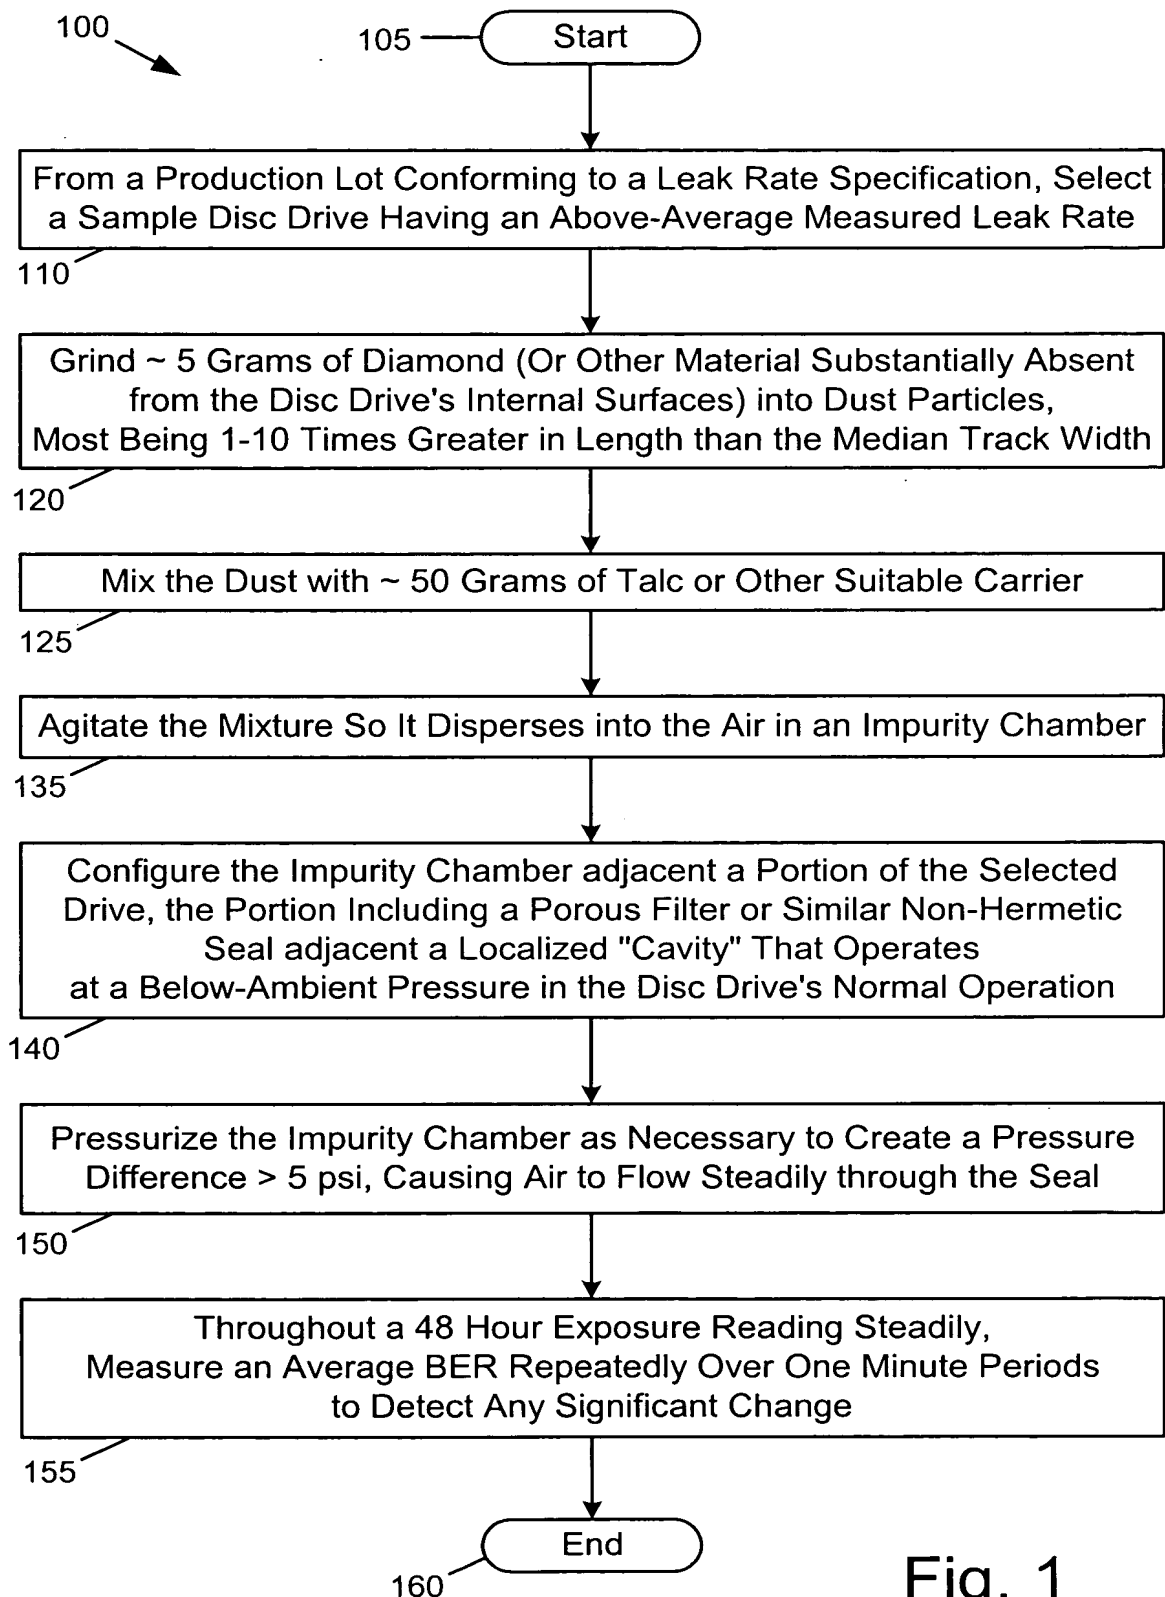 100
105
Start
From a Production Lot Conforming to a Leak Rate Specification, Select
a Sample Disc Drive Having an Above-Average Measured Leak Rate
110
Grind ~ 5 Grams of Diamond (Or Other Material Substantially Absent
from the Disc Drive's Internal Surfaces) into Dust Particles,
Most Being 1-10 Times Greater in Length than the Median Track Width
120
Mix the Dust with ~ 50 Grams of Talc or Other Suitable Carrier
125
Agitate the Mixture So It Disperses into the Air in an Impurity Chamber
135
Configure the Impurity Chamber adjacent a Portion of the Selected
Drive, the Portion Including a Porous Filter or Similar Non-Hermetic
Seal adjacent a Localized "Cavity" That Operates
at a Below-Ambient Pressure in the Disc Drive's Normal Operation
140
Pressurize the Impurity Chamber as Necessary to Create a Pressure
Difference > 5 psi, Causing Air to Flow Steadily through the Seal
150
Throughout a 48 Hour Exposure Reading Steadily,
Measure an Average BER Repeatedly Over One Minute Periods
to Detect Any Significant Change
155
End
160
Fig. 1